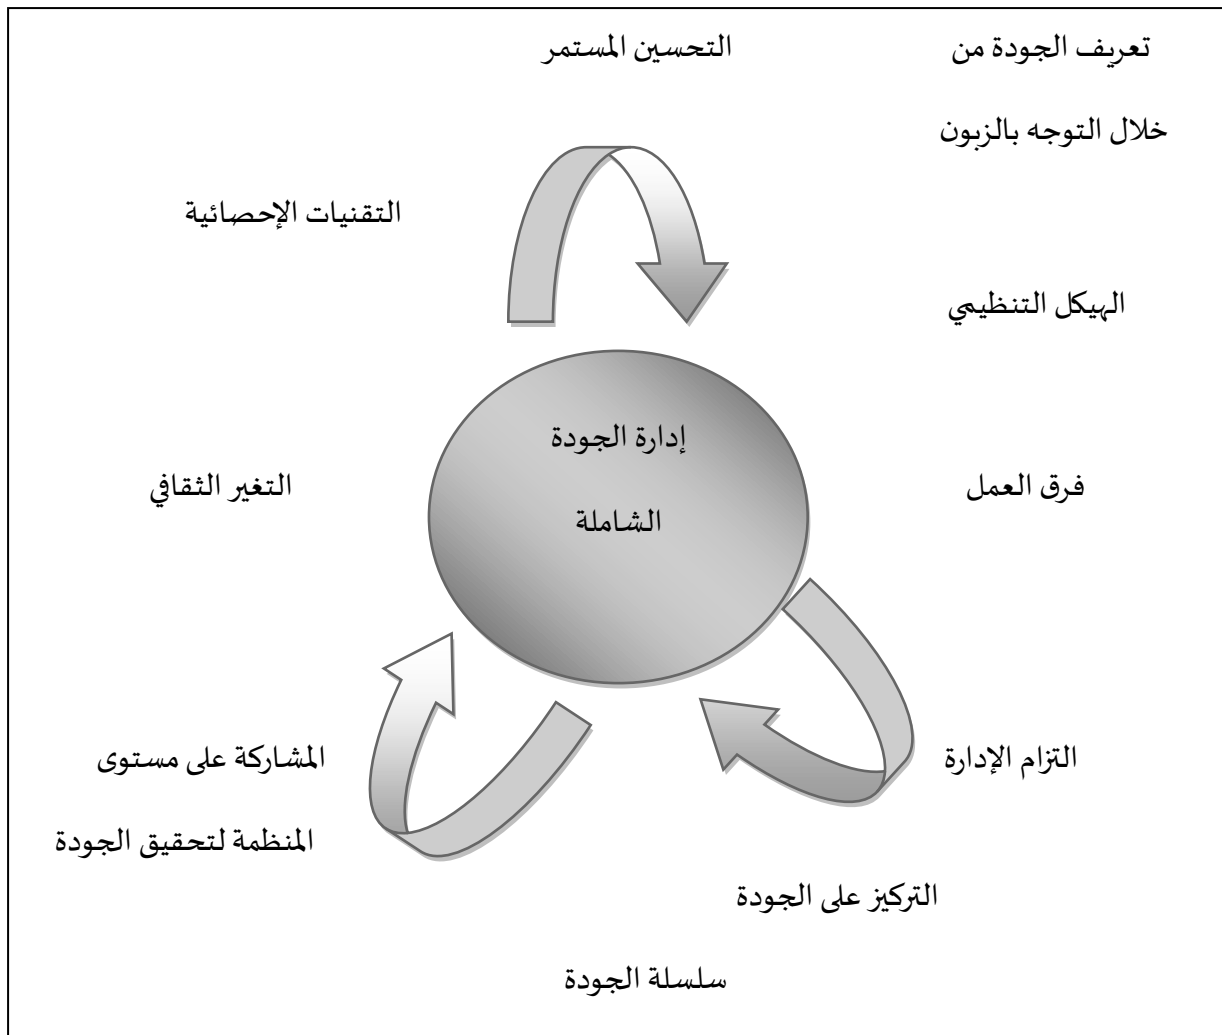 تعريف الجودة من
خلال التوجه بالزبون
التحسين المستمر
التقنيات الإحصائية
الهيكل التنظيمي
إدارة الجودة
الشاملة
فرق العمل
التغير الثقافي
التزام الإدارة
المشاركة على مستوى
المنظمة لتحقيق الجودة
التركيز على الجودة
سلسلة الجودة